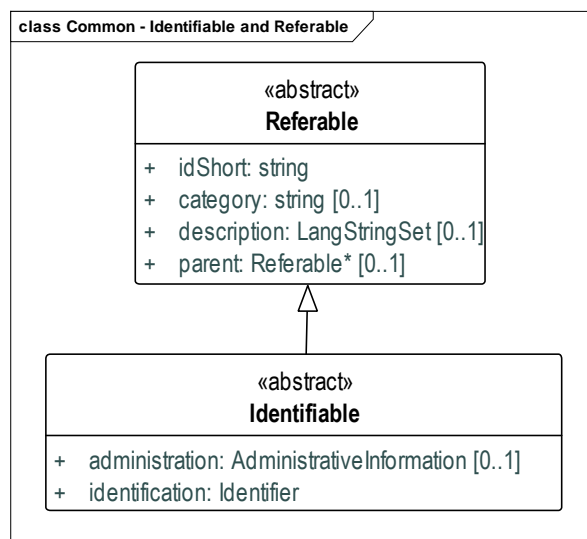 class Common - Identifiable and Referable
«abstract»
Referable
+ idShort: string
+ category: string [0..1]
+ description: LangStringSet [0..1]
+ parent: Referable* [0..1]
«abstract»
Identifiable
+ administration: AdministrativeInformation [0..1]
+ identification: Identifier